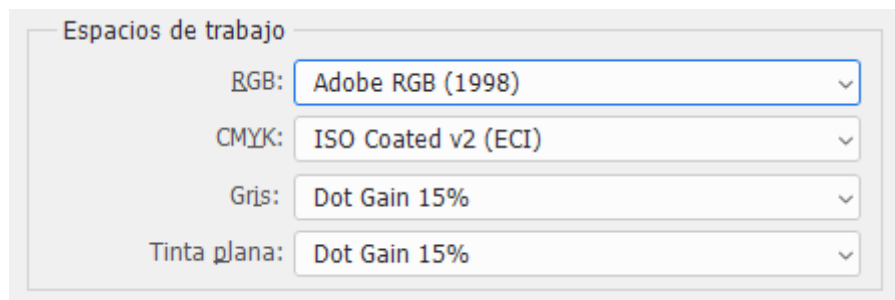 Espacios de trabajo
RGB: Adobe RGB (1998)
CMYK: ISO Coated v2 (ECI)
Gris: Dot Gain 15%
Tinta plana: Dot Gain 15%